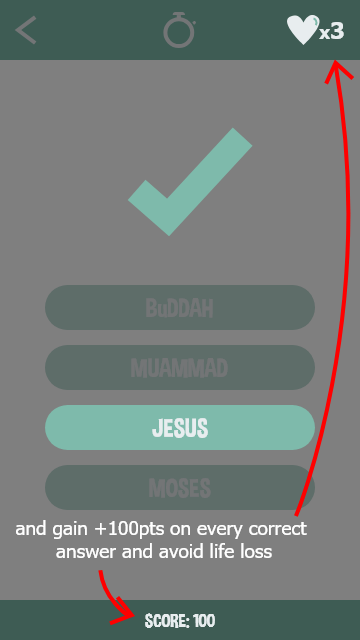 x3
BuDDAH
MUAMMAD
JESUS
MOSES
and gain +100pts on every correct
answer and avoid life loss
SCORE: 100